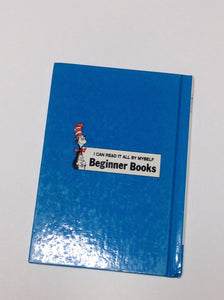 I CAN READ IT ALL BY MYSELF
Beginner Books